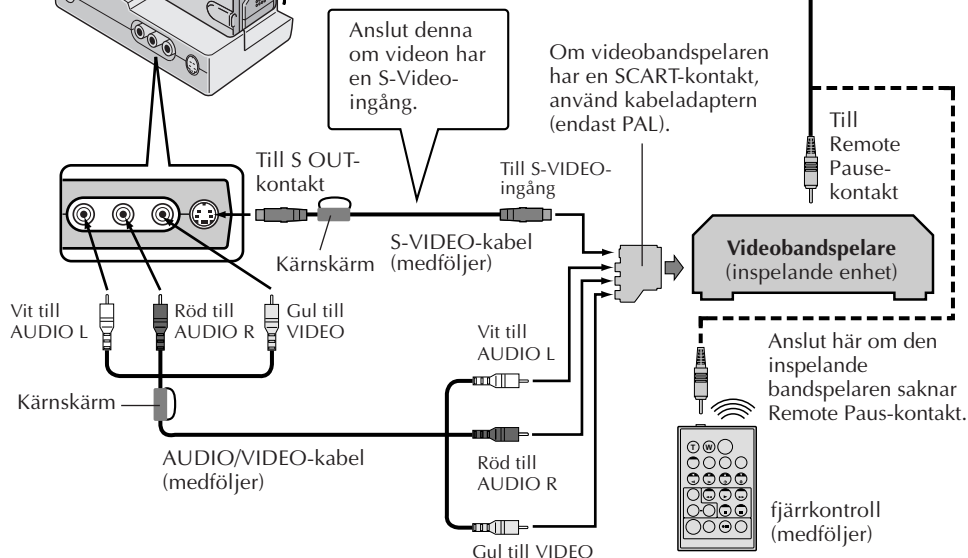 Anslut denna
om videon har
en S-Video-
ingång.
Om videobandspelaren
har en SCART-kontakt,
använd kabeladaptern
(endast PAL).
Till
Remote
Pause-
kontakt
Till S OUT-
kontakt
Till S-VIDEO-
ingång
Kärnskärm
S-VIDEO-kabel
(medföljer)
Videobandspelare
(inspelande enhet)
Vit till
AUDIO L
Röd till
AUDIO R
Gul till
VIDEO
Vit till
AUDIO L
Anslut här om den
inspelande
bandspelaren saknar
Remote Paus-kontakt.
Kärnskärm
AUDIO/VIDEO-kabel
(medföljer)
Röd till
AUDIO R
T W
fjärrkontroll
(medföljer)
Gul till VIDEO